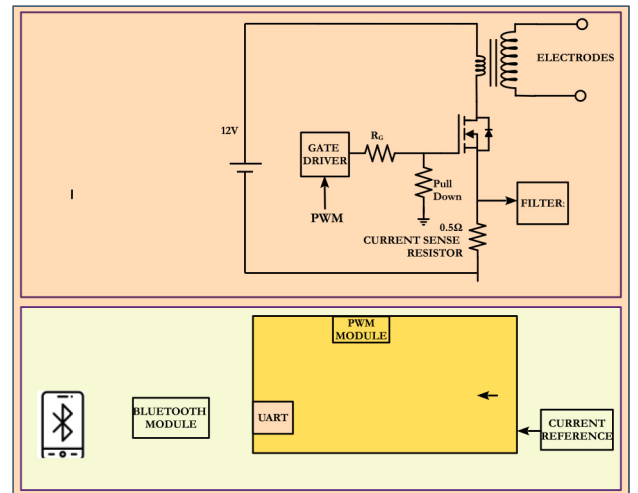 ELECTRODES
12V
R_G
GATE
DRIVER
Pull
Down
PWM
FILTER:
0.5Ω
CURRENT SENSE
RESISTOR
PWM
MODULE
BLUETOOTH
MODULE
UART
CURRENT
REFERENCE